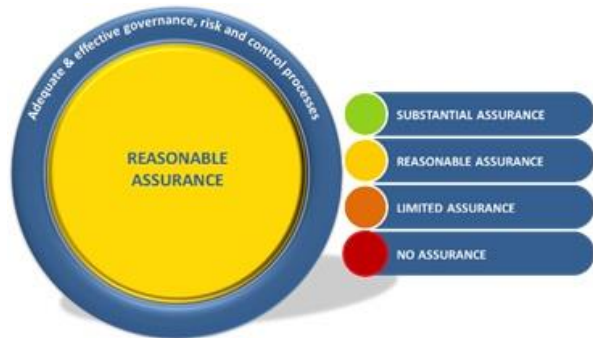 Adequate & effective governance, risk and control processes
REASONABLE
ASSURANCE
SUBSTANTIAL ASSURANCE
REASONABLE ASSURANCE
LIMITED ASSURANCE
NO ASSURANCE